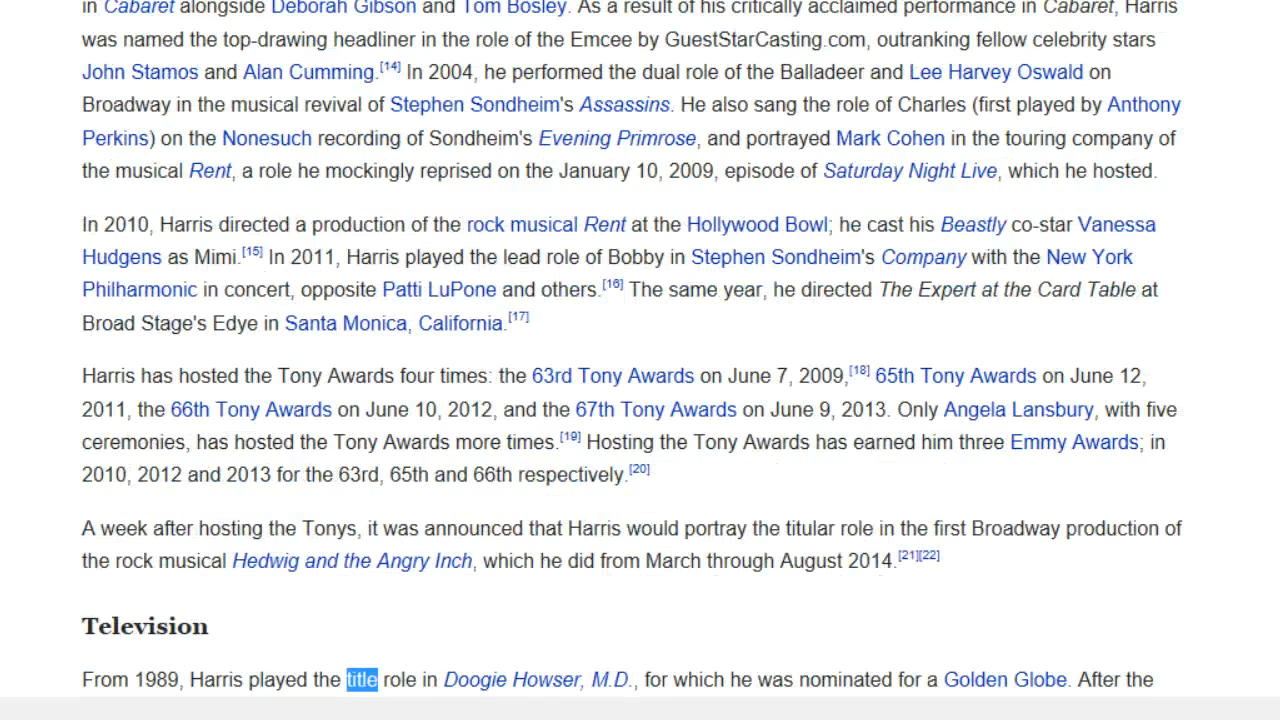 in Cabaret alongside Deborah Gibson and Tom Bosley. As a result of his critically acclaimed performance in Cabaret, Harris
was named the top-drawing headliner in the role of the Emcee by GuestStarCasting.com, outranking fellow celebrity stars
John Stamos and Alan Cumming.[14] In 2004, he performed the dual role of the Balladeer and Lee Harvey Oswald on
Broadway in the musical revival of Stephen Sondheim's Assassins. He also sang the role of Charles (first played by Anthony
Perkins) on the Nonesuch recording of Sondheim's Evening Primrose, and portrayed Mark Cohen in the touring company of
the musical Rent, a role he mockingly reprised on the January 10, 2009, episode of Saturday Night Live, which he hosted.
In 2010, Harris directed a production of the rock musical Rent at the Hollywood Bowl; he cast his Beastly co-star Vanessa
Hudgens as Mimi.[15] In 2011, Harris played the lead role of Bobby in Stephen Sondheim's Company with the New York
Philharmonic in concert, opposite Patti LuPone and others.[16] The same year, he directed The Expert at the Card Table at
Broad Stage's Edye in Santa Monica, California.[17]
Harris has hosted the Tony Awards four times: the 63rd Tony Awards on June 7, 2009,[18] 65th Tony Awards on June 12,
2011, the 66th Tony Awards on June 10, 2012, and the 67th Tony Awards on June 9, 2013. Only Angela Lansbury, with five
ceremonies, has hosted the Tony Awards more times.[19] Hosting the Tony Awards has earned him three Emmy Awards; in
2010, 2012 and 2013 for the 63rd, 65th and 66th respectively.[20]
A week after hosting the Tonys, it was announced that Harris would portray the titular role in the first Broadway production of
the rock musical Hedwig and the Angry Inch, which he did from March through August 2014.[21][22]
Television
From 1989, Harris played the title role in Doogie Howser, M.D., for which he was nominated for a Golden Globe. After the